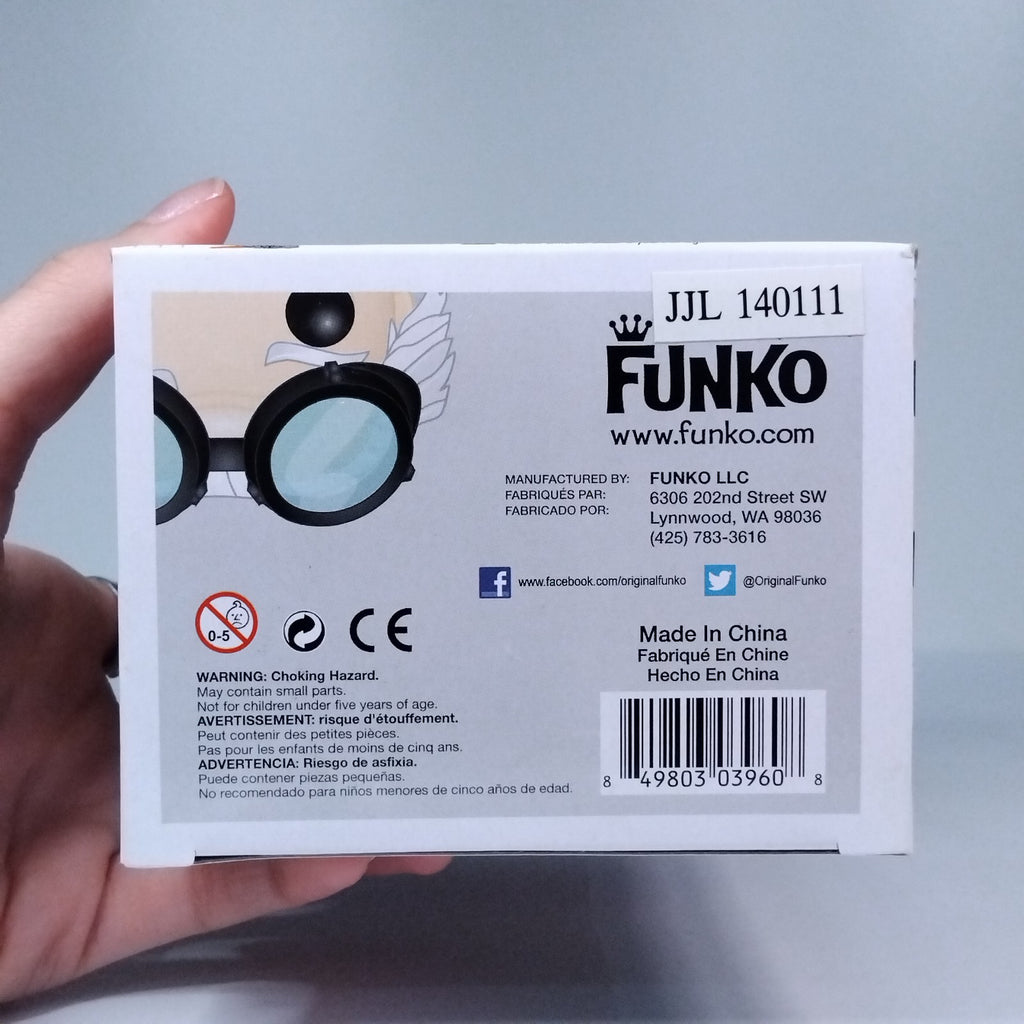 JJL 140111
FUNKO
www.funko.com
MANUFACTURED BY: FUNKO LLC
FABRIQUÉS PAR: 6306 202nd Street SW
FABRICADO POR: Lynnwood, WA 98036
(425) 783-3616
f www.facebook.com/originalfunko @OriginalFunko
0-5 CE
Made In China
Fabriqué En Chine
Hecho En China
WARNING: Choking Hazard.
May contain small parts.
Not for children under five years of age.
AVERTISSEMENT: risque d'étouffement.
Peut contenir des petites pièces.
Pas pour les enfants de moins de cinq ans.
ADVERTENCIA: Riesgo de asfixia.
Puede contener piezas pequeñas.
No recomendado para niños menores de cinco años de edad.
8 49803 03960 8